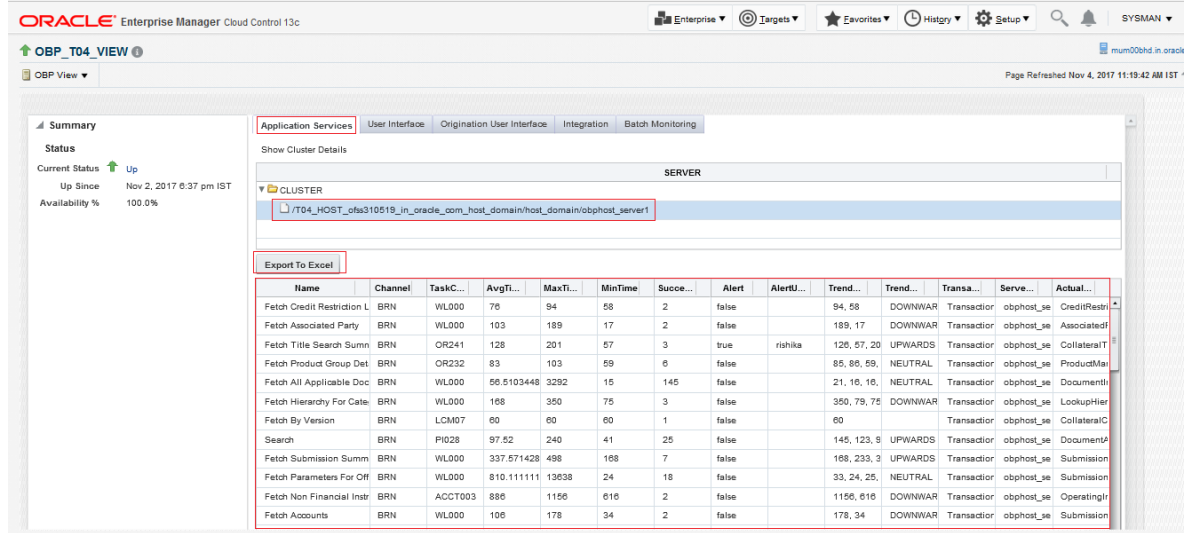 ORACLE Enterprise Manager Cloud Control 13c Enterprise Targets Favorites History Setup SYSMAN
OBP_T04_VIEW mum00bhd.in.oracle
OBP View Page Refreshed Nov 4, 2017 11:19:42 AM IST
Summary
Status
Current Status Up
Up Since Nov 2, 2017 6:37 pm IST
Availability % 100.0%
Application Services User Interface Origination User Interface Integration Batch Monitoring
Show Cluster Details
SERVER
CLUSTER
/T04_HOST_ofss310519_in_oracle_com_host_domain/host_domain/obphost_server1
Export To Excel
Name Channel TaskC... AvgTi... MaxTi... MinTime Succe... Alert AlertU... Trend... Trend... Transa... Serve... Actual...
Fetch Credit Restriction L BRN WL000 76 94 58 2 false 94, 58 DOWNWAR Transaction obphost_se CreditRestri
Fetch Associated Party BRN WL000 103 189 17 2 false 189, 17 DOWNWAR Transaction obphost_se Associated
Fetch Title Search Summ BRN OR241 128 201 57 3 true rishika 126, 57, 20 UPWARDS Transaction obphost_se CollateralT
Fetch Product Group Det BRN OR232 83 103 59 6 false 85, 86, 59, NEUTRAL Transaction obphost_se ProductMa
Fetch All Applicable Doc BRN WL000 56.5103448 3292 15 145 false 21, 16, 16, NEUTRAL Transaction obphost_se DocumentI
Fetch Hierarchy For Cate BRN WL000 168 350 75 3 false 350, 79, 75 DOWNWAR Transaction obphost_se LookupHier
Fetch By Version BRN LCM07 60 60 60 1 false 60 Transaction obphost_se CollateralC
Search BRN PI028 97.52 240 41 25 false 145, 123, 9 UPWARDS Transaction obphost_se DocumentA
Fetch Submission Summ BRN WL000 337.571428 498 168 7 false 168, 233, 3 UPWARDS Transaction obphost_se Submission
Fetch Parameters For Off BRN WL000 810.111111 13638 24 18 false 33, 24, 25, NEUTRAL Transaction obphost_se Submission
Fetch Non Financial Instr BRN ACCT003 886 1156 616 2 false 1156, 616 DOWNWAR Transaction obphost_se OperatingIr
Fetch Accounts BRN WL000 106 178 34 2 false 178, 34 DOWNWAR Transaction obphost_se Submission